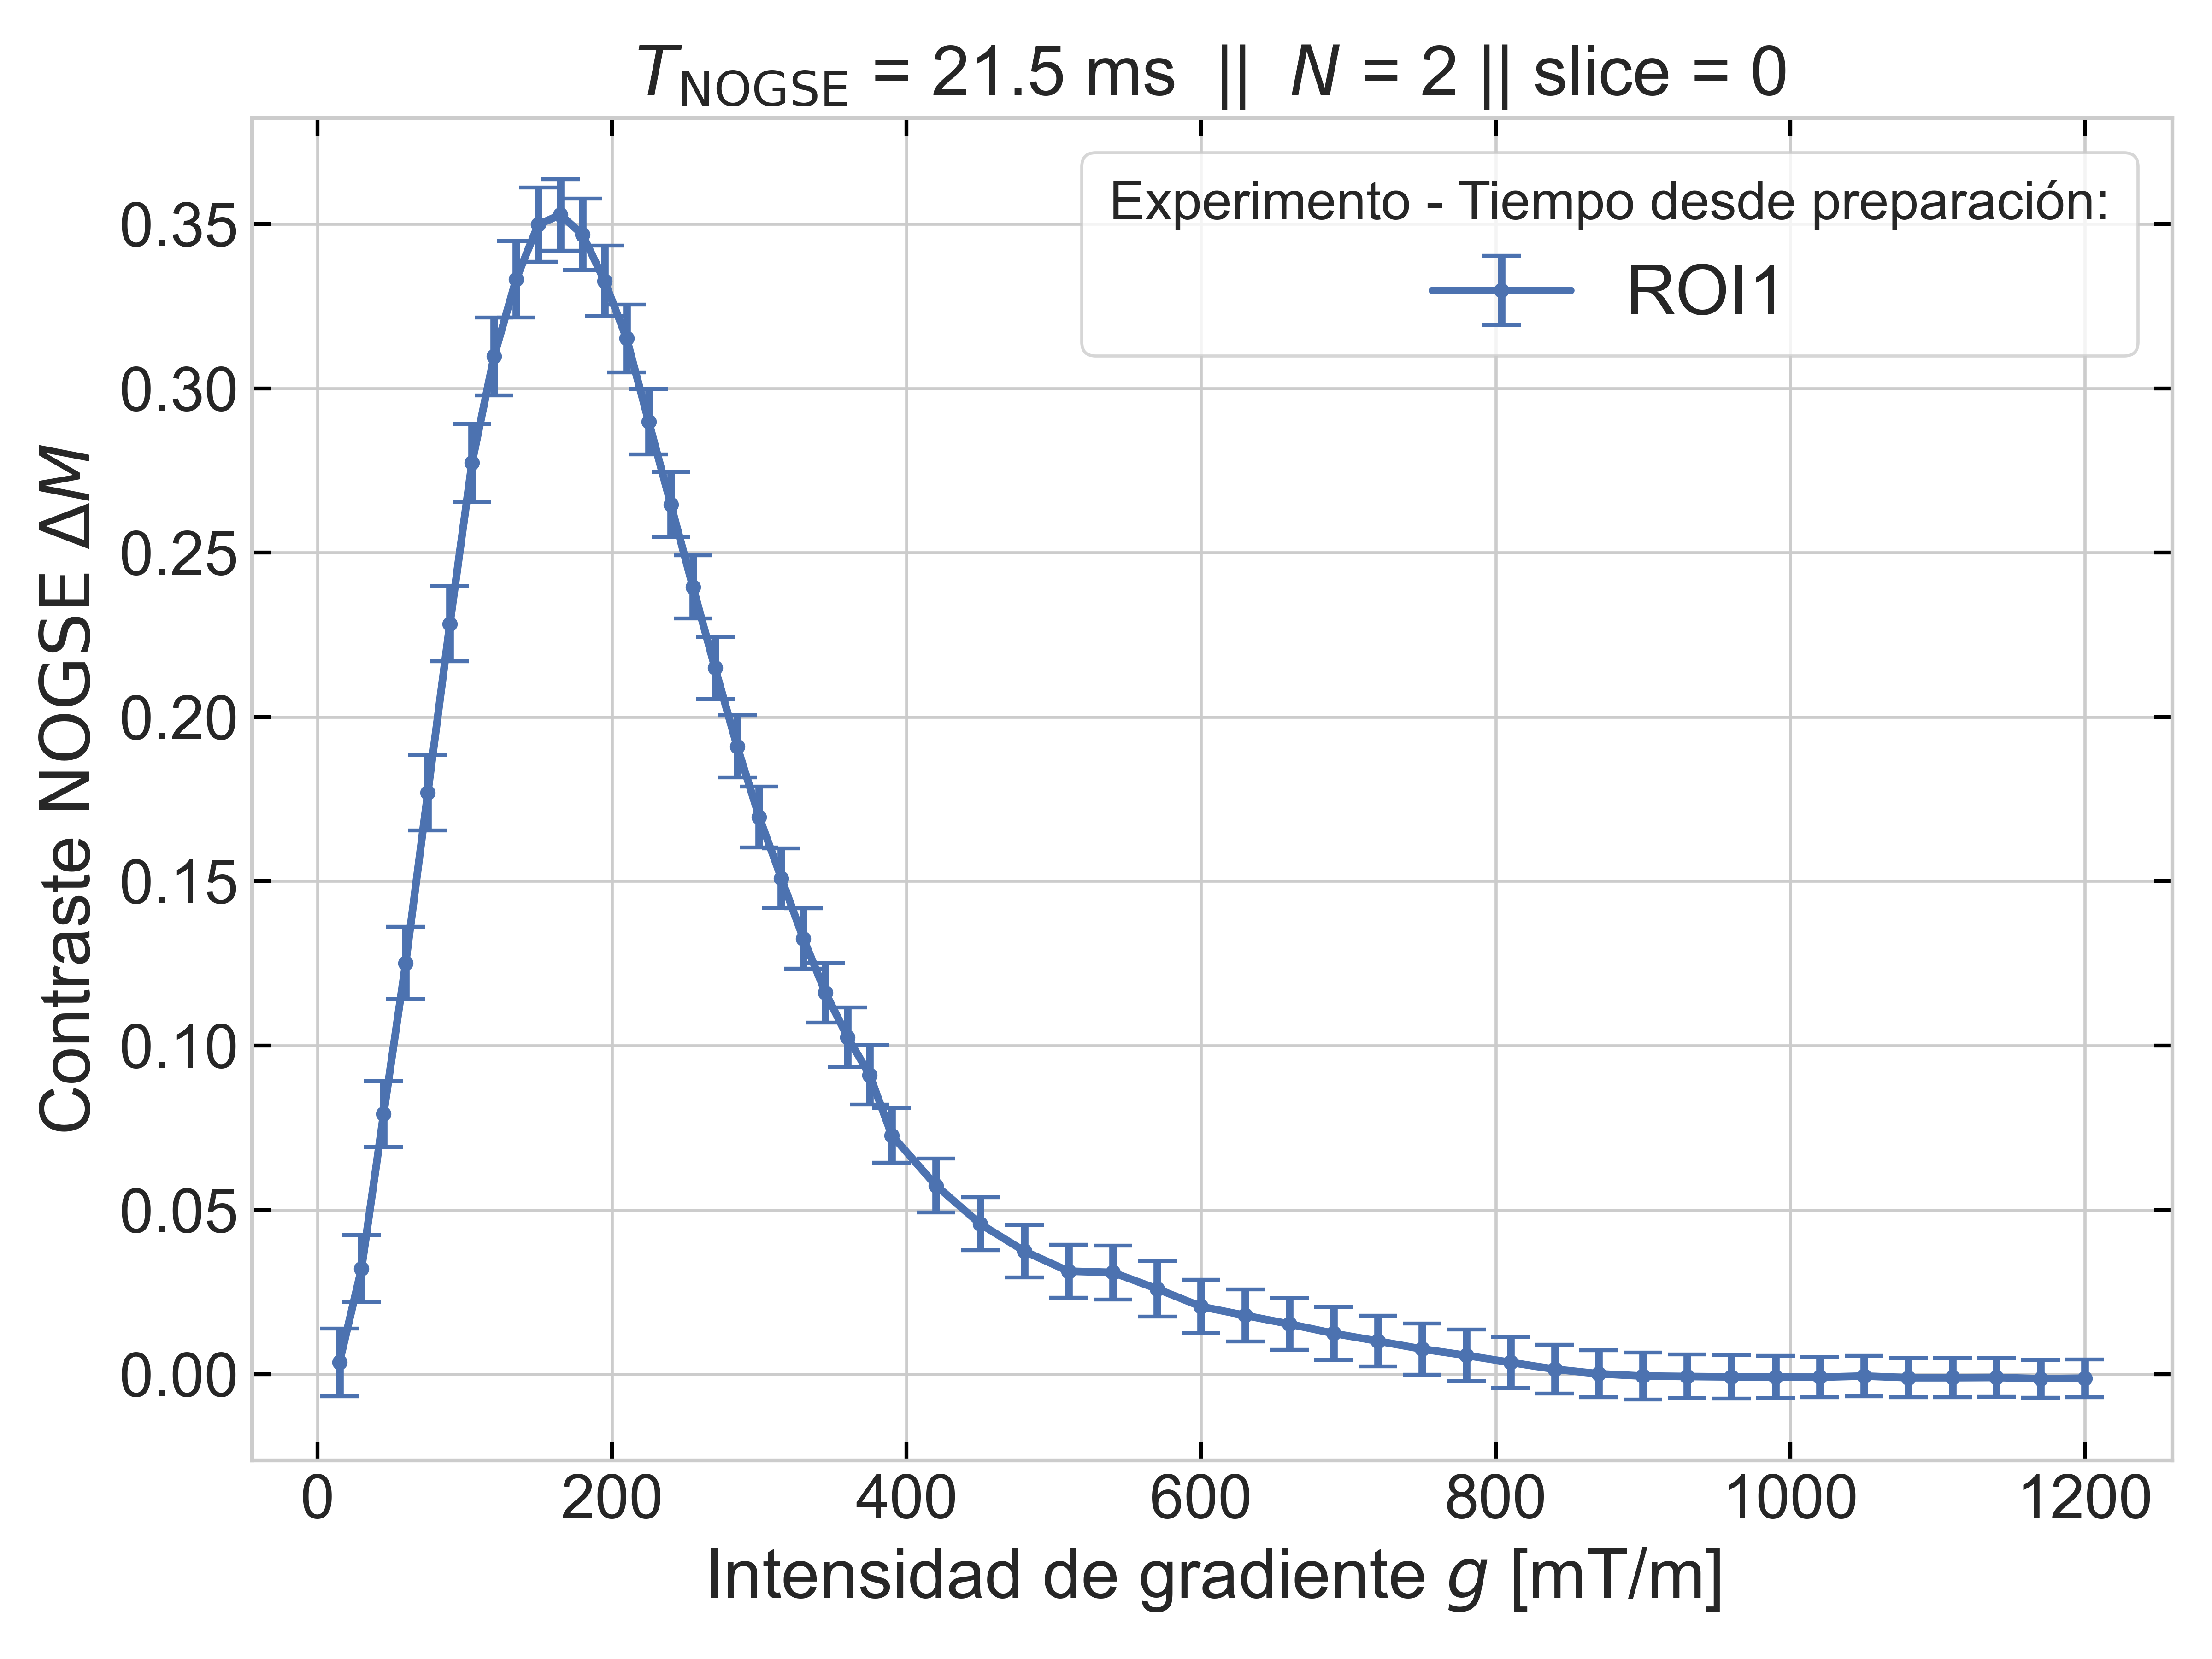 T_NOGSE = 21.5 ms || N = 2 || slice = 0
Experimento - Tiempo desde preparación:
ROI1
Contraste NOGSE ΔM
0.35
0.30
0.25
0.20
0.15
0.10
0.05
0.00
0 200 400 600 800 1000 1200
Intensidad de gradiente g [mT/m]